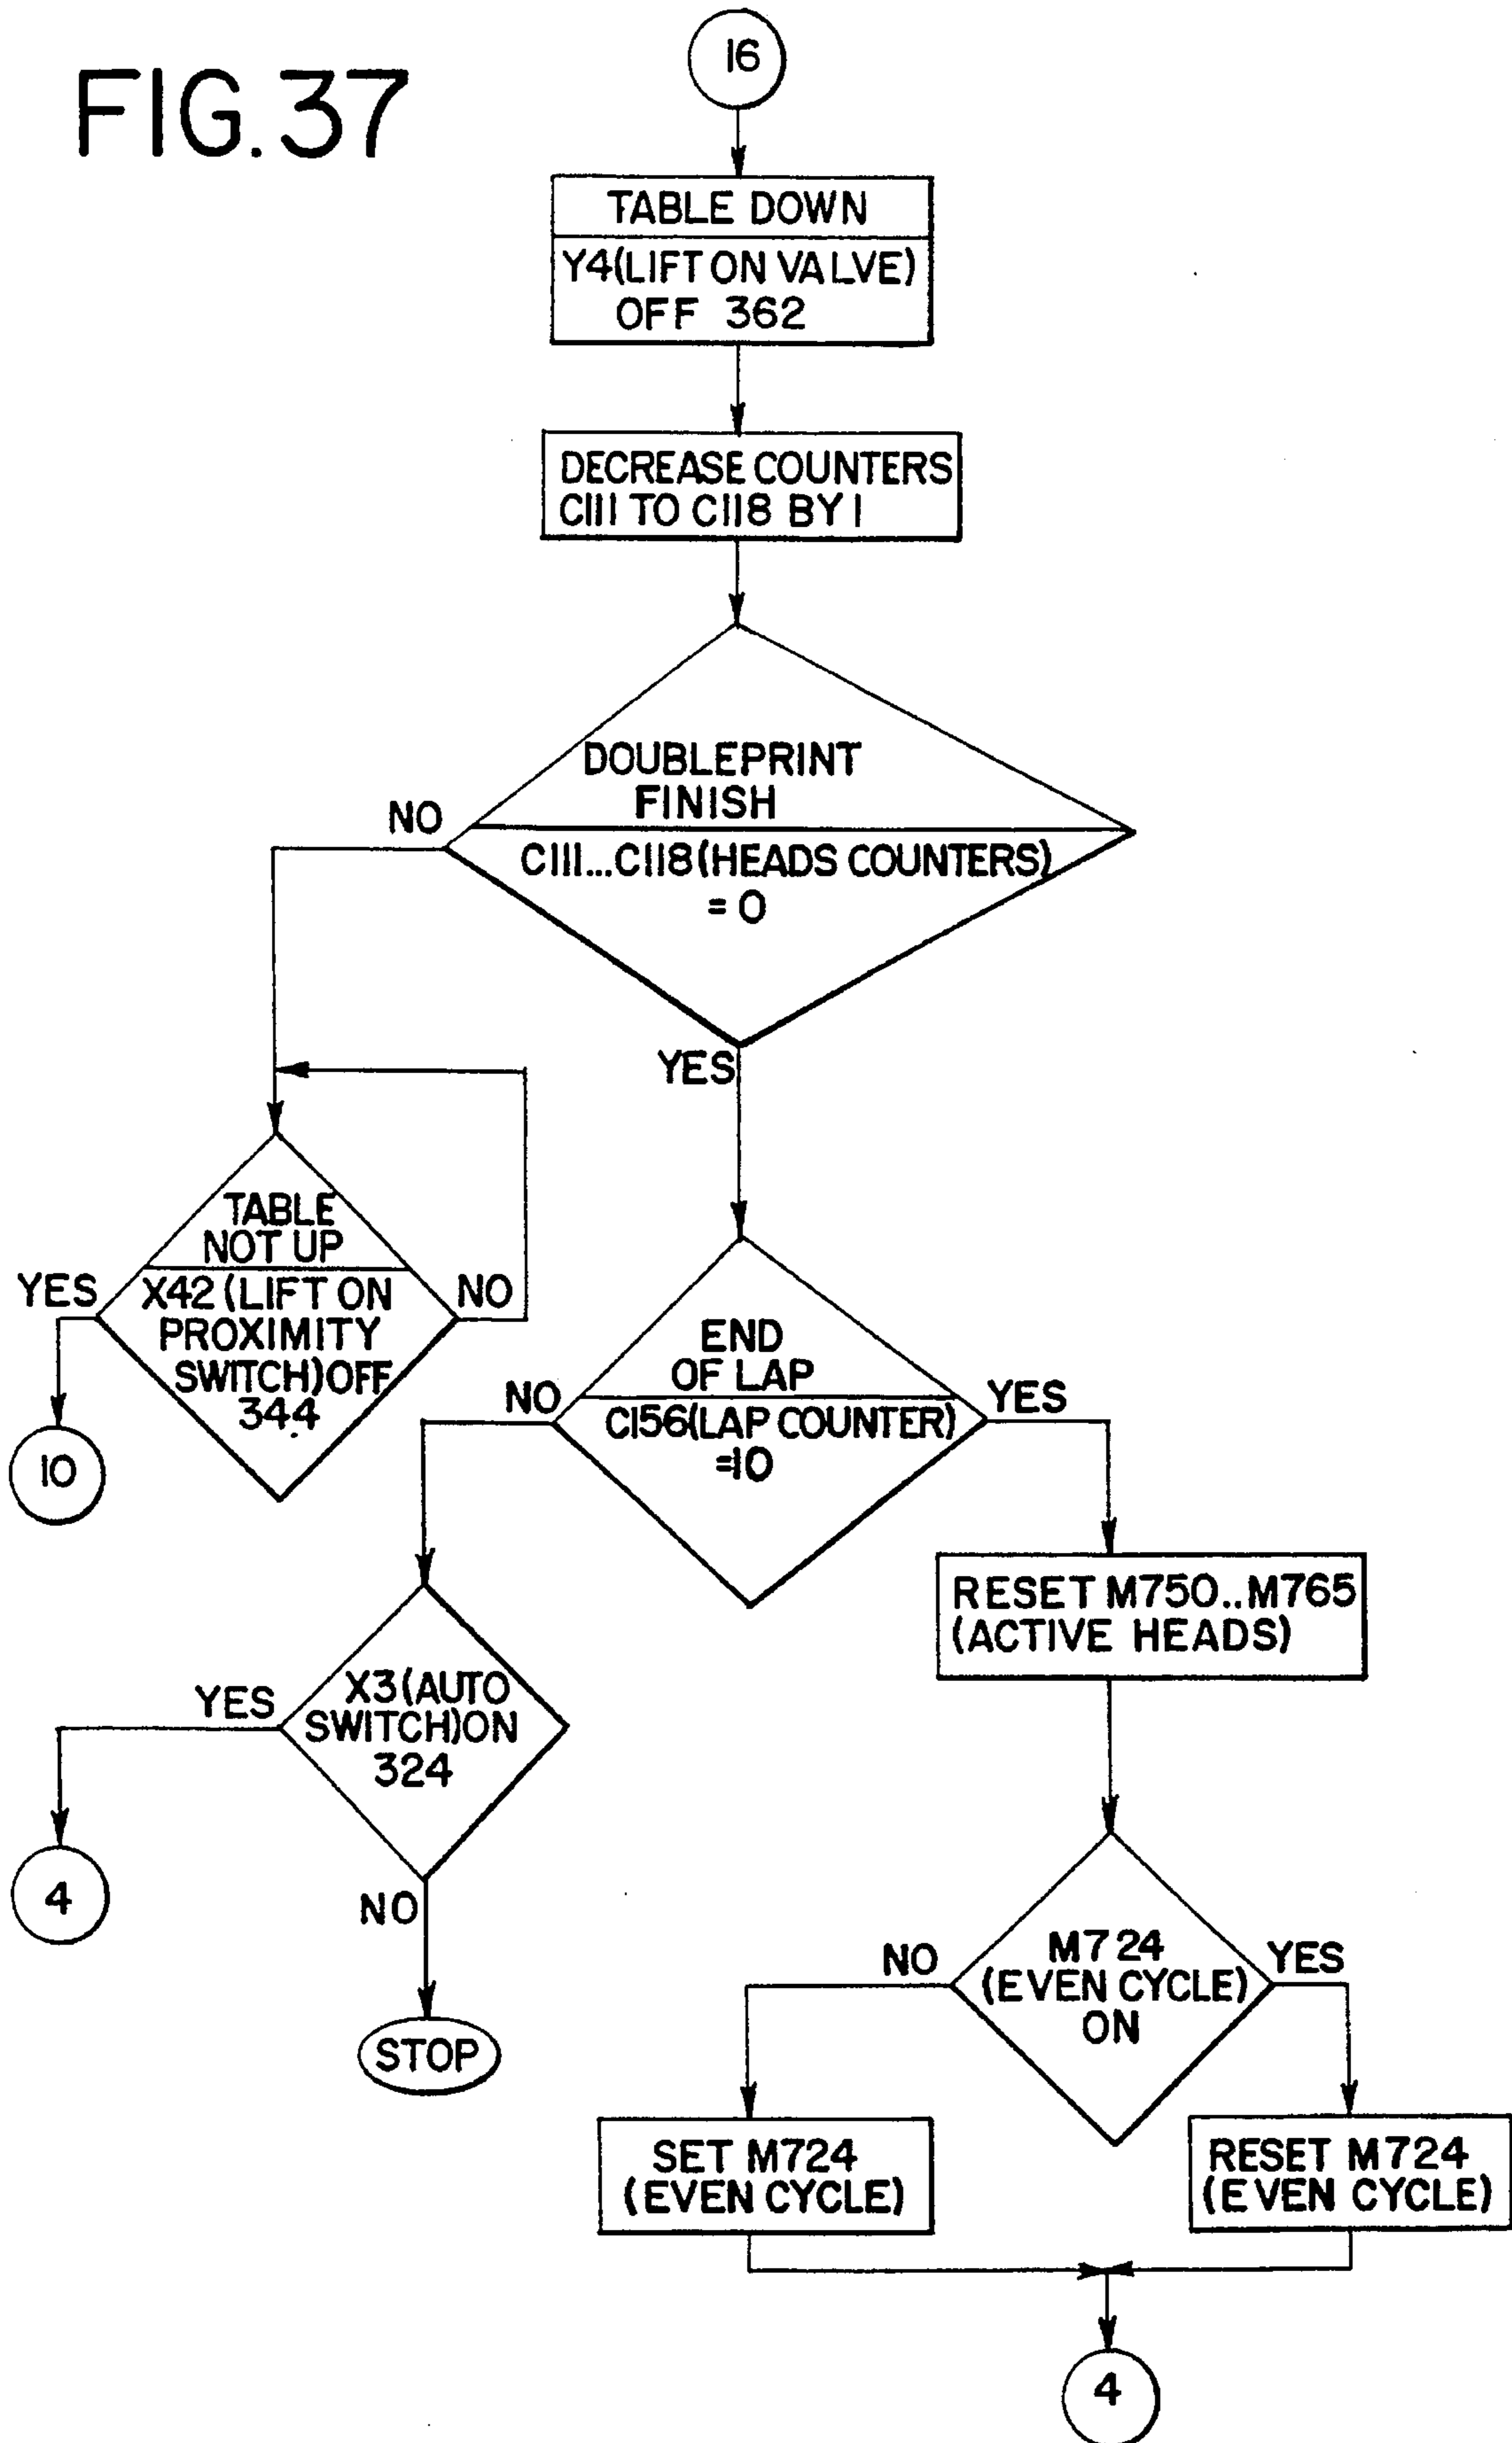 FIG. 37
16
TABLE DOWN
Y4(LIFT ON VALVE)
OFF 362
DECREASE COUNTERS
C111 TO C118 BY 1
DOUBLEPRINT
FINISH
NO
C111...C118(HEADS COUNTERS)
= 0
YES
TABLE
NOT UP
YES
X42(LIFT ON
PROXIMITY
SWITCH)OFF
344
NO
10
END
OF LAP
NO
C156(LAP COUNTER)
=10
YES
RESET M750..M765
(ACTIVE HEADS)
YES
X3(AUTO
SWITCH)ON
324
4
NO
STOP
NO
M724
(EVEN CYCLE)
ON
YES
SET M724
(EVEN CYCLE)
RESET M724
(EVEN CYCLE)
4